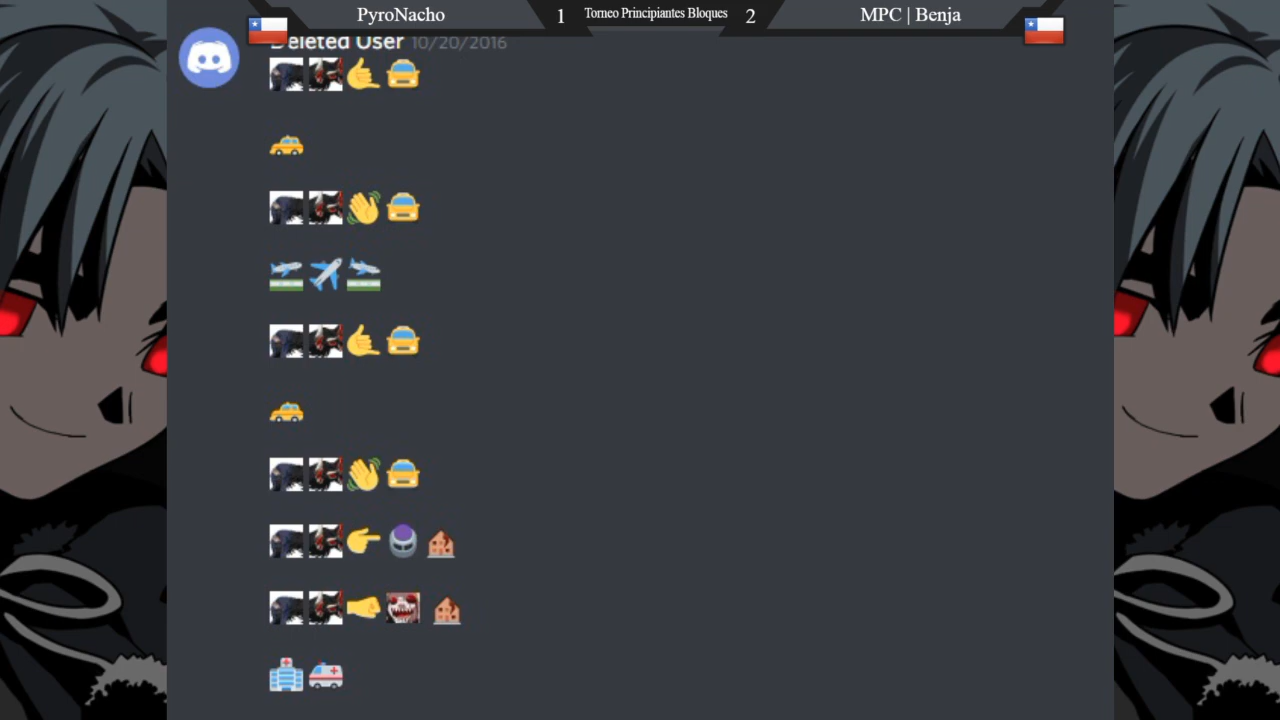 PyroNacho 1 Torneo Principiantes Bloques 2 MPC | Benja
Deleted User 10/20/2016